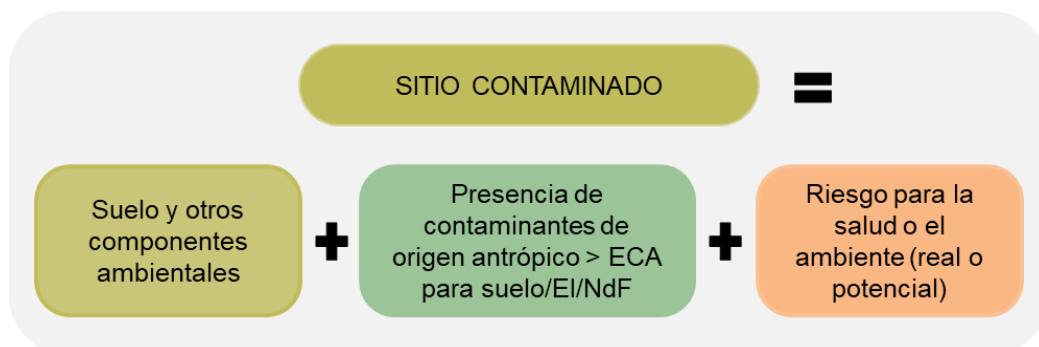 SITIO CONTAMINADO =
Suelo y otros
componentes
ambientales
+
Presencia de
contaminantes de
origen antrópico > ECA
para suelo/EI/NdF
+
Riesgo para la
salud o el
ambiente (real o
potencial)